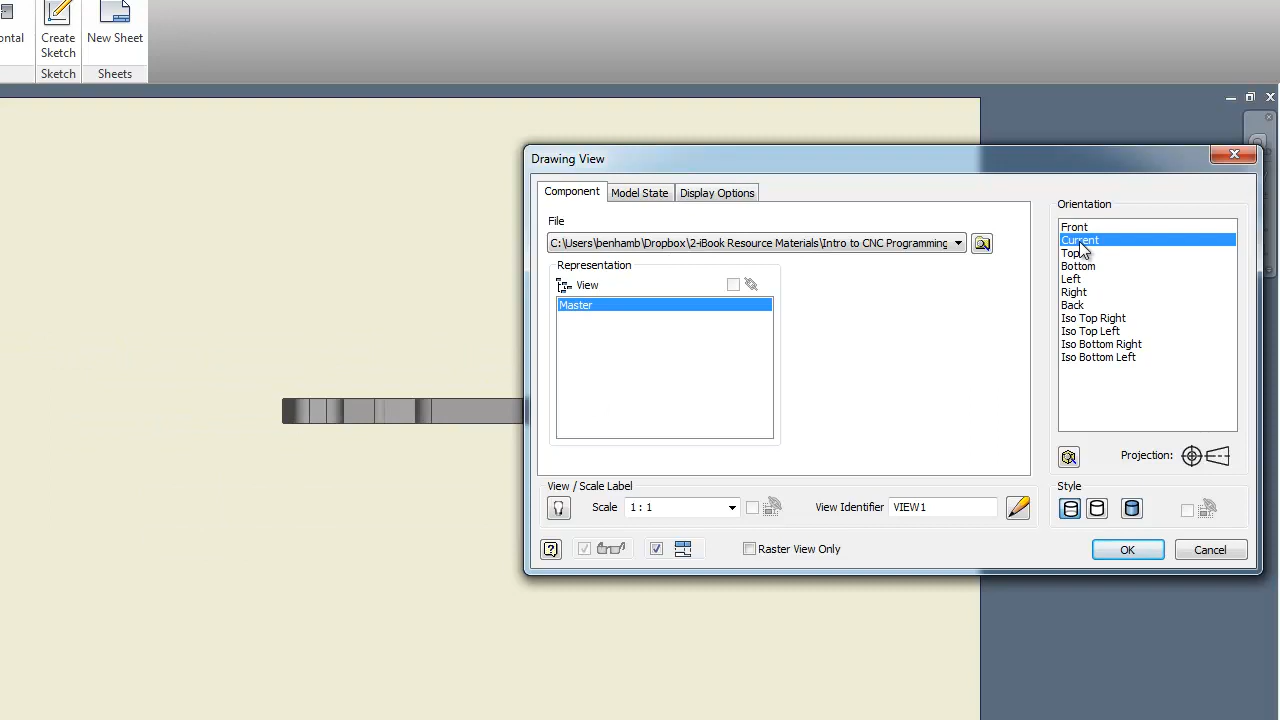 ontal
Create
Sketch
New Sheet
Sketch
Sheets
Drawing View
Component
Model State
Display Options
Orientation
File
Front
C:\Users\benhamb\Dropbox\2-iBook Resource Materials\Intro to CNC Programming
Current
Top
Representation
Bottom
View
Left
Right
Master
Back
Iso Top Right
Iso Top Left
Iso Bottom Right
Iso Bottom Left
Projection:
View / Scale Label
Style
Scale
1 : 1
View Identifier
VIEW1
Raster View Only
OK
Cancel